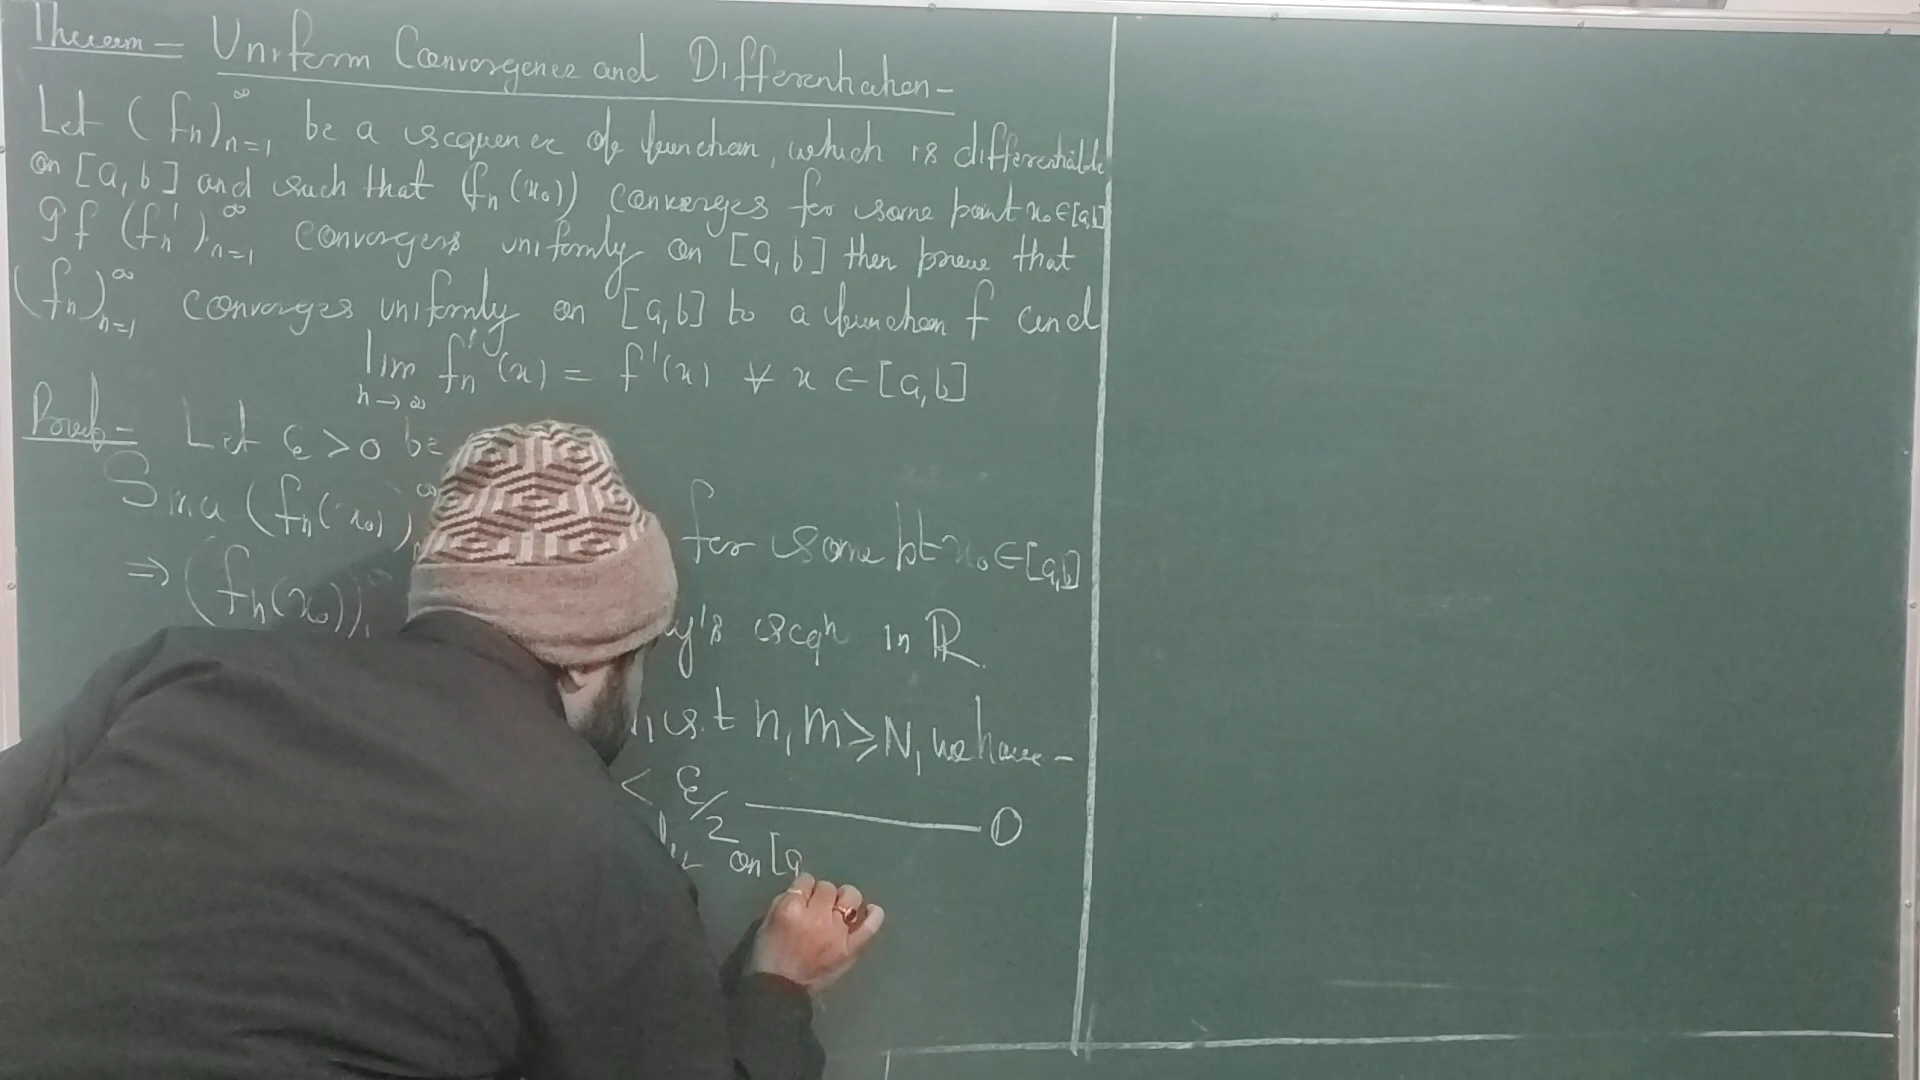 Theorem = Uniform Convergence and Differentiation -
Let (fn)∞n=1 be a sequence of function, which is differentiable
on [a, b] and such that (fn (x₀)) converges for some point x₀ ∈ [a,b]
If (fn')∞n=1 convergers uniformly on [a, b] then prove that
(fn)∞n=1 converges uniformly on [a,b] to a function f and
lim n→∞ fn'(x) = f'(x) ∀ x ∈ [a,b]
Proof = Let ε > 0 be
Since (fn(x₀))∞ for some pt x₀ ∈ [a,b]
⇒ (fn(x₀)) y's seqn in R.
s.t n, m ≥ N, we have -
< ε/2 ——— ①
on [a